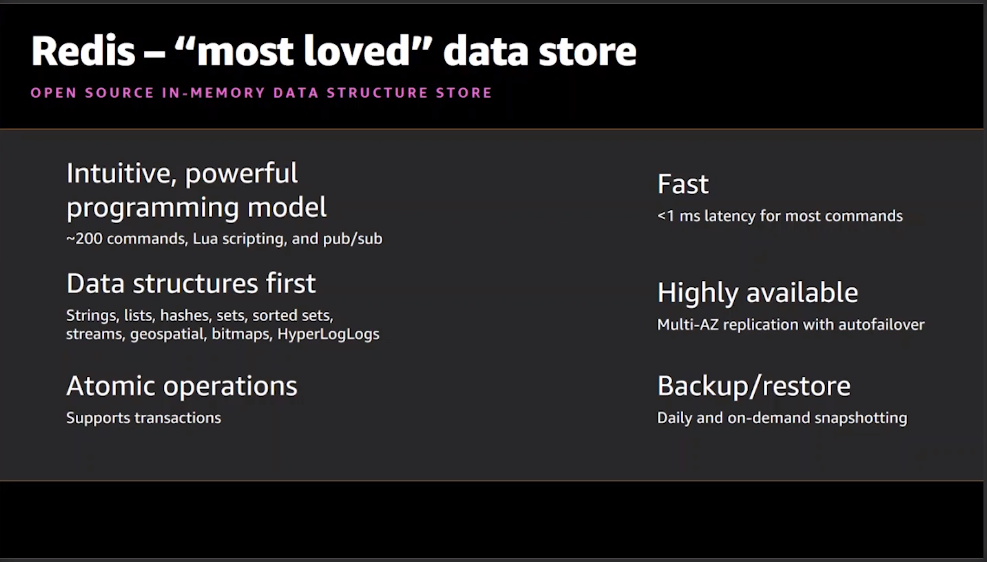 Redis – “most loved” data store
OPEN SOURCE IN-MEMORY DATA STRUCTURE STORE
Intuitive, powerful
programming model
~200 commands, Lua scripting, and pub/sub
Data structures first
Strings, lists, hashes, sets, sorted sets,
streams, geospatial, bitmaps, HyperLogLogs
Atomic operations
Supports transactions
Fast
<1 ms latency for most commands
Highly available
Multi-AZ replication with autofailover
Backup/restore
Daily and on-demand snapshotting